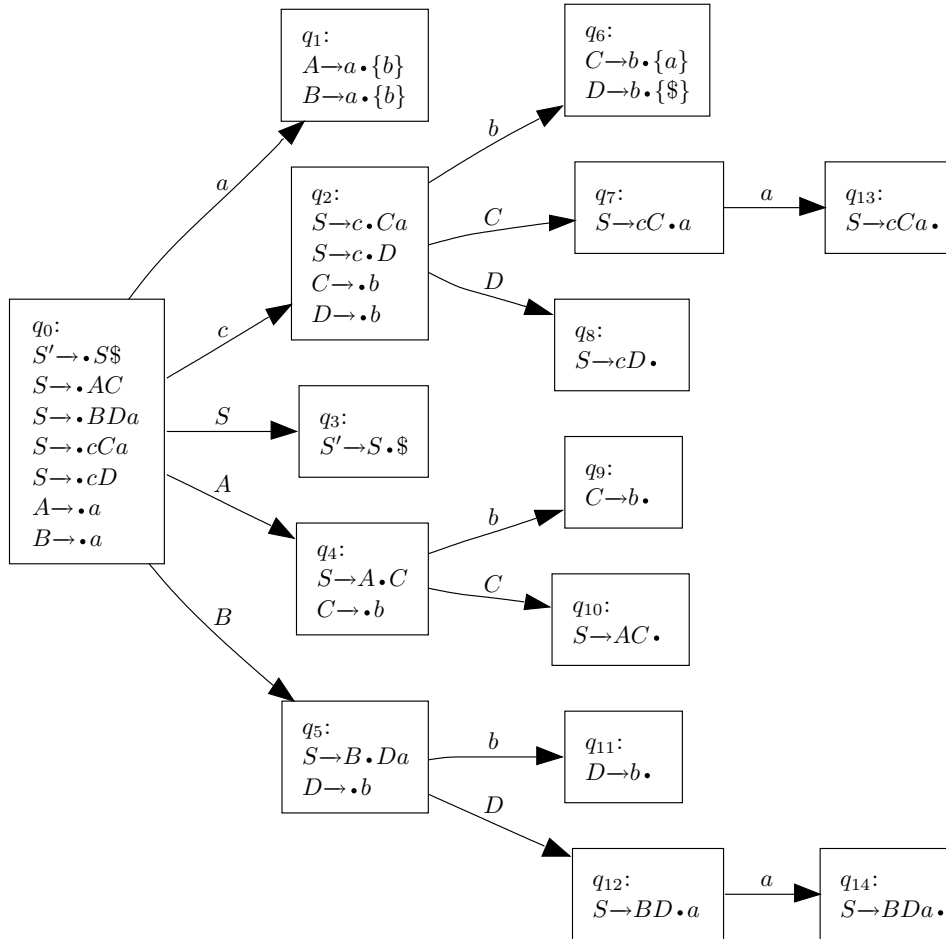 q₀:
S′→•S$
S→•AC
S→•BDa
S→•cCa
S→•cD
A→•a
B→•a
a
c
S
A
B
q₁:
A→a•{b}
B→a•{b}
q₂:
S→c•Ca
S→c•D
C→•b
D→•b
q₃:
S′→S•$
q₄:
S→A•C
C→•b
q₅:
S→B•Da
D→•b
b
C
D
b
C
b
D
q₆:
C→b•{a}
D→b•{$}
q₇:
S→cC•a
q₈:
S→cD•
q₉:
C→b•
q₁₀:
S→AC•
q₁₁:
D→b•
q₁₂:
S→BD•a
a
a
q₁₃:
S→cCa•
q₁₄:
S→BDa•